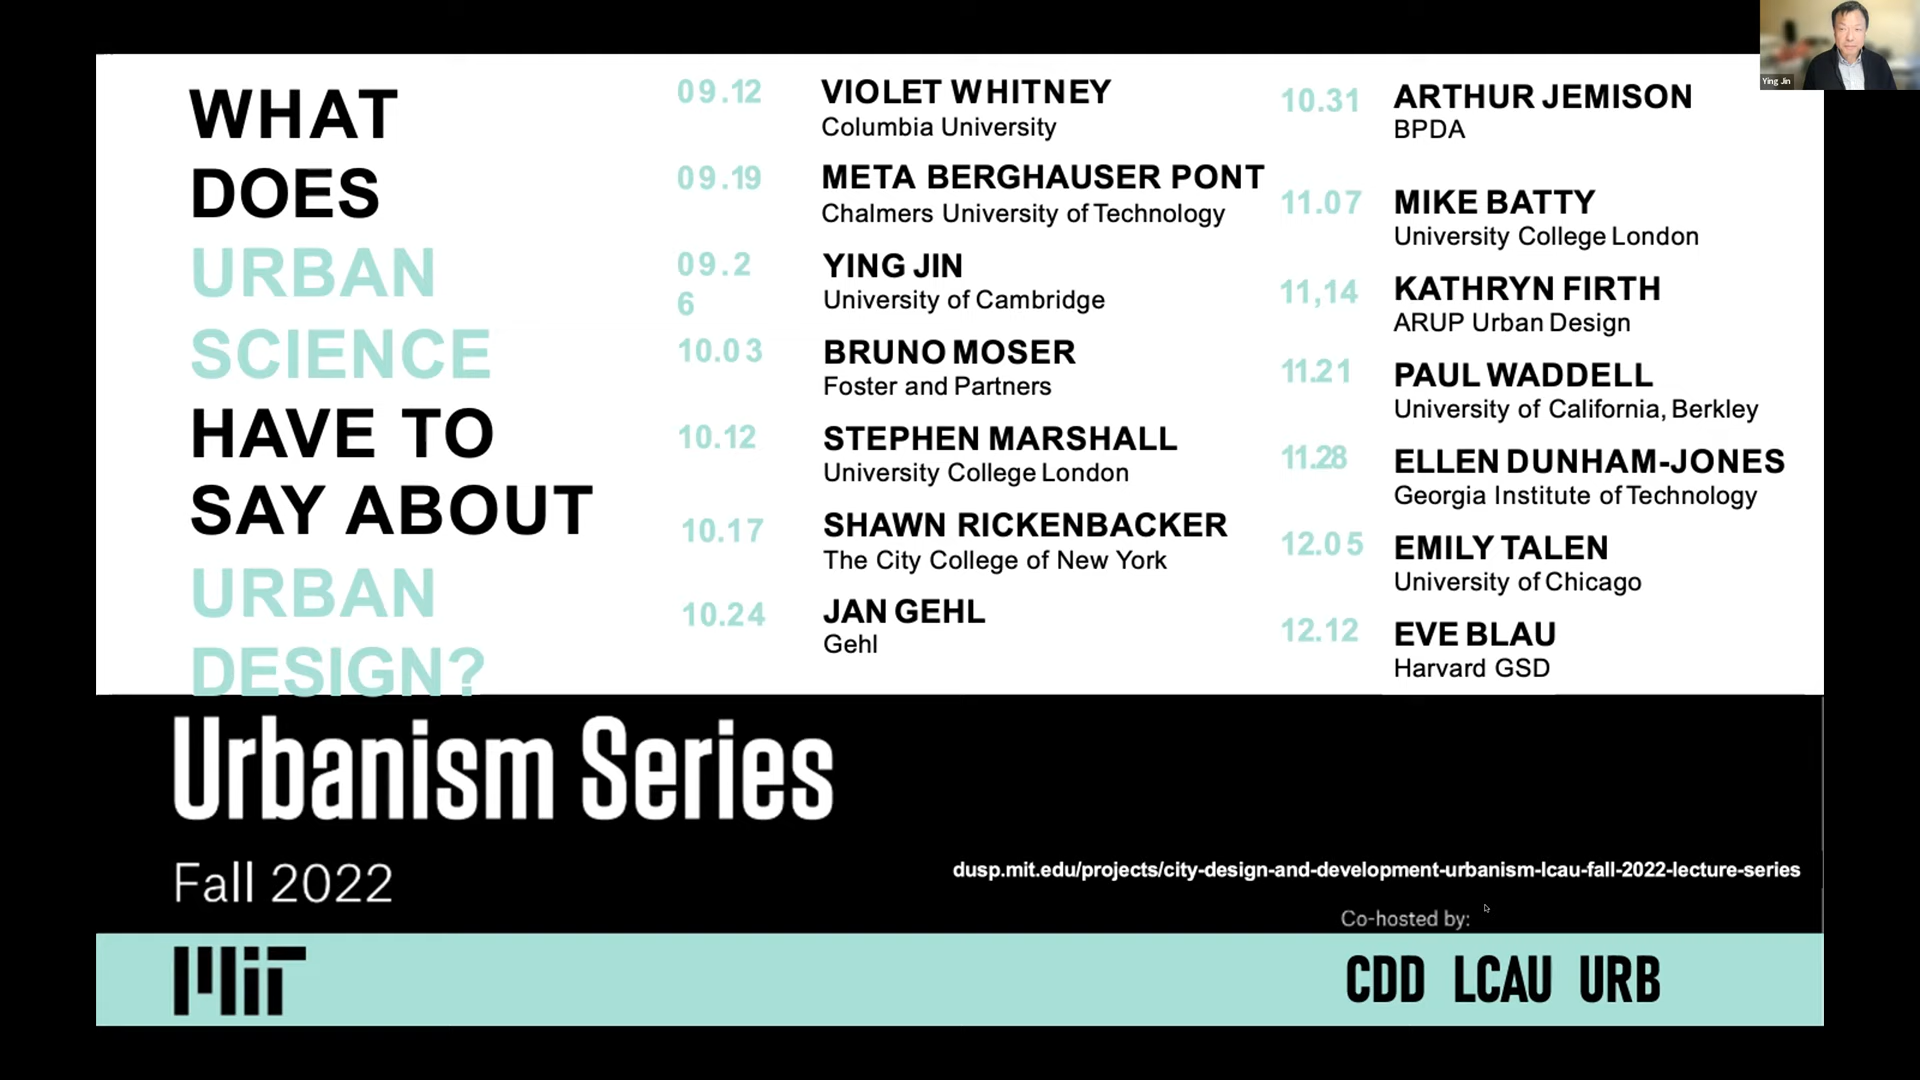 WHAT
DOES
URBAN
SCIENCE
HAVE TO
SAY ABOUT
URBAN
DESIGN?
09.12
VIOLET WHITNEY
Columbia University
09.19
META BERGHAUSER PONT
Chalmers University of Technology
09.2
6
YING JIN
University of Cambridge
10.03
BRUNO MOSER
Foster and Partners
10.12
STEPHEN MARSHALL
University College London
10.17
SHAWN RICKENBACKER
The City College of New York
10.24
JAN GEHL
Gehl
10.31
ARTHUR JEMISON
BPDA
11.07
MIKE BATTY
University College London
11,14
KATHRYN FIRTH
ARUP Urban Design
11.21
PAUL WADDELL
University of California, Berkley
11.28
ELLEN DUNHAM-JONES
Georgia Institute of Technology
12.05
EMILY TALEN
University of Chicago
12.12
EVE BLAU
Harvard GSD
Ying Jin
Urbanism Series
Fall 2022
dusp.mit.edu/projects/city-design-and-development-urbanism-lcau-fall-2022-lecture-series
Co-hosted by:
MIT
CDD LCAU URB